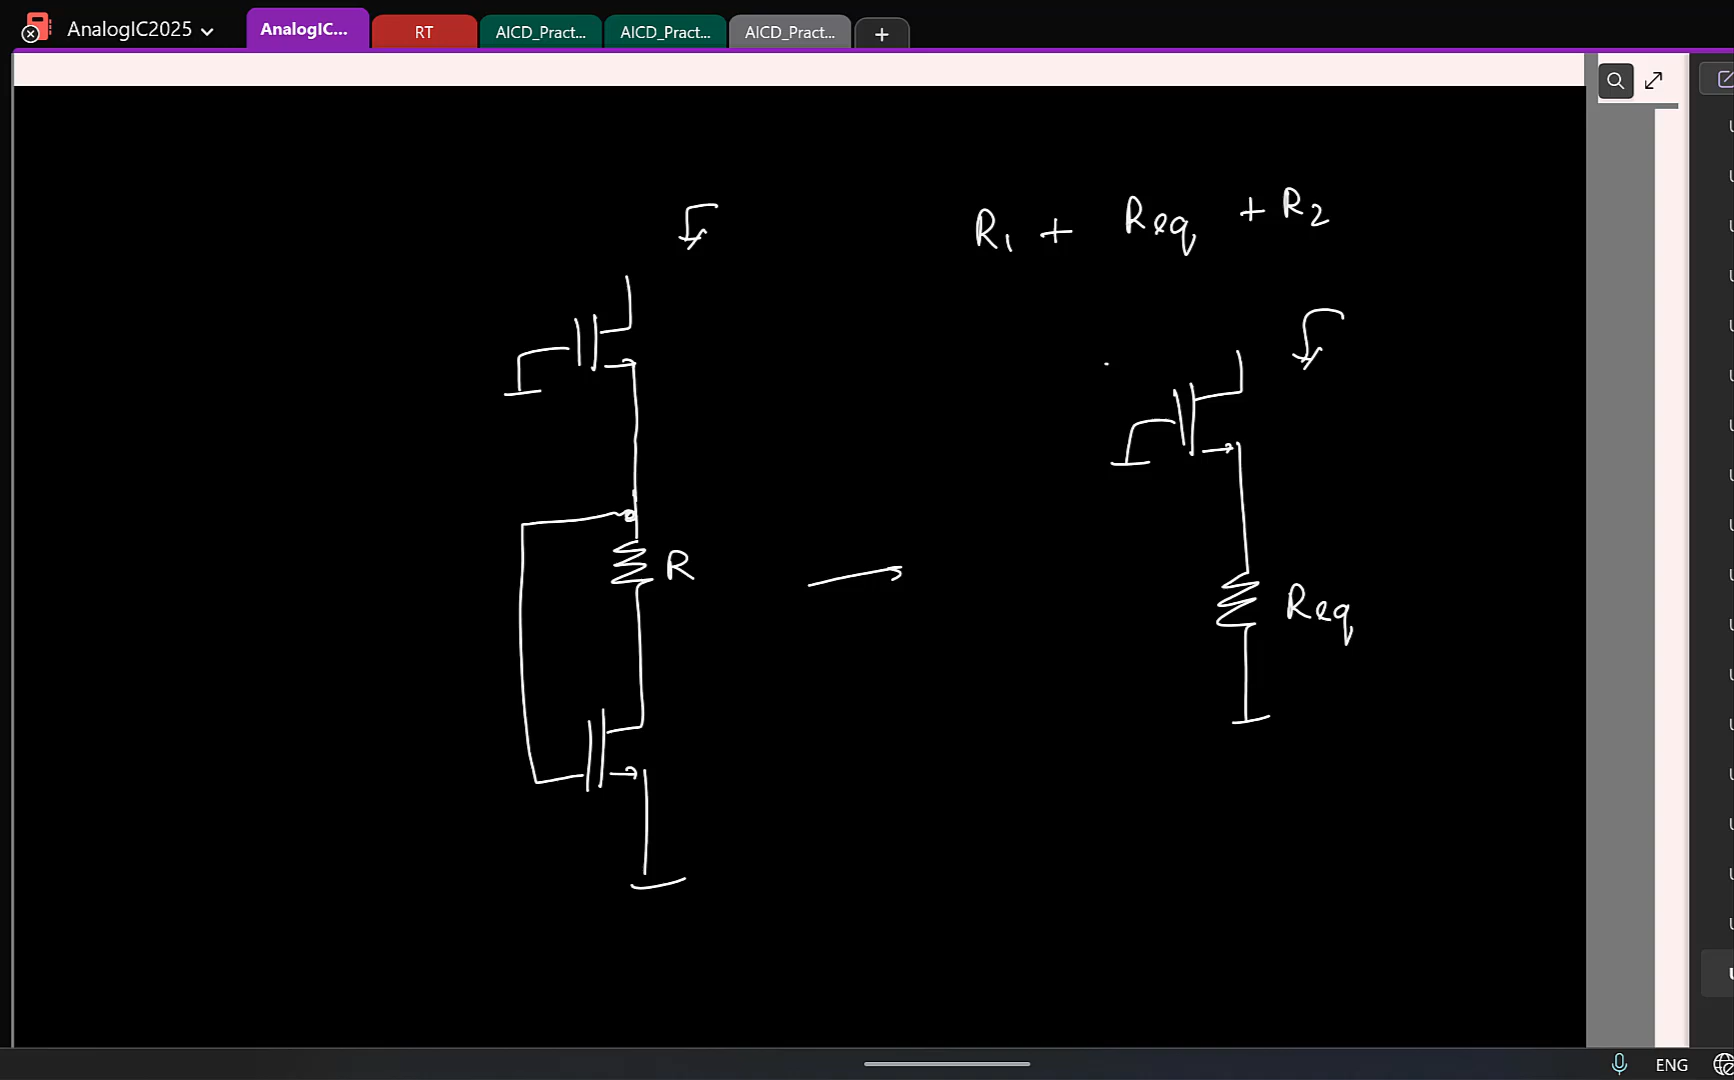 AnalogIC2025
AnalogIC...
RT
AICD_Pract...
AICD_Pract...
AICD_Pract...
+
R1 + Req + R2
R
Req
ENG